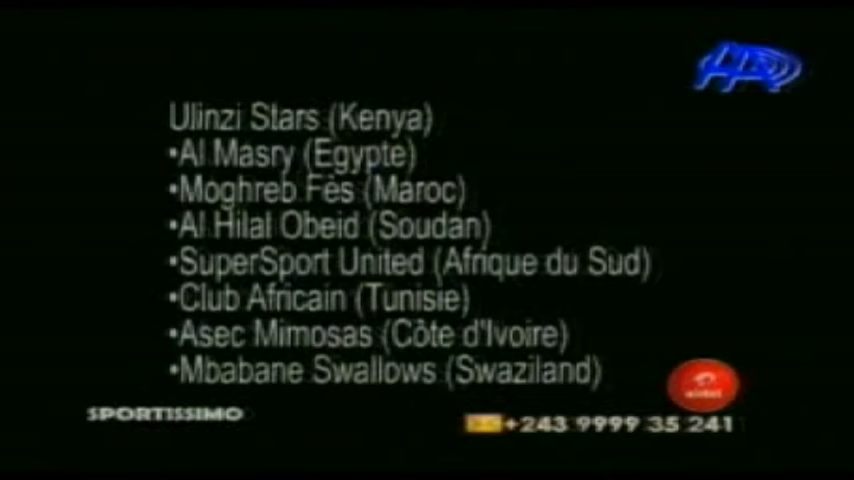 Ulinzi Stars (Kenya)
•Al Masry (Egypte)
•Moghreb Fès (Maroc)
•Al Hilal Obeid (Soudan)
•SuperSport United (Afrique du Sud)
•Club Africain (Tunisie)
•Asec Mimosas (Côte d'Ivoire)
•Mbabane Swallows (Swaziland)
airtel
SPORTISSIMO
+243 9999 35 241